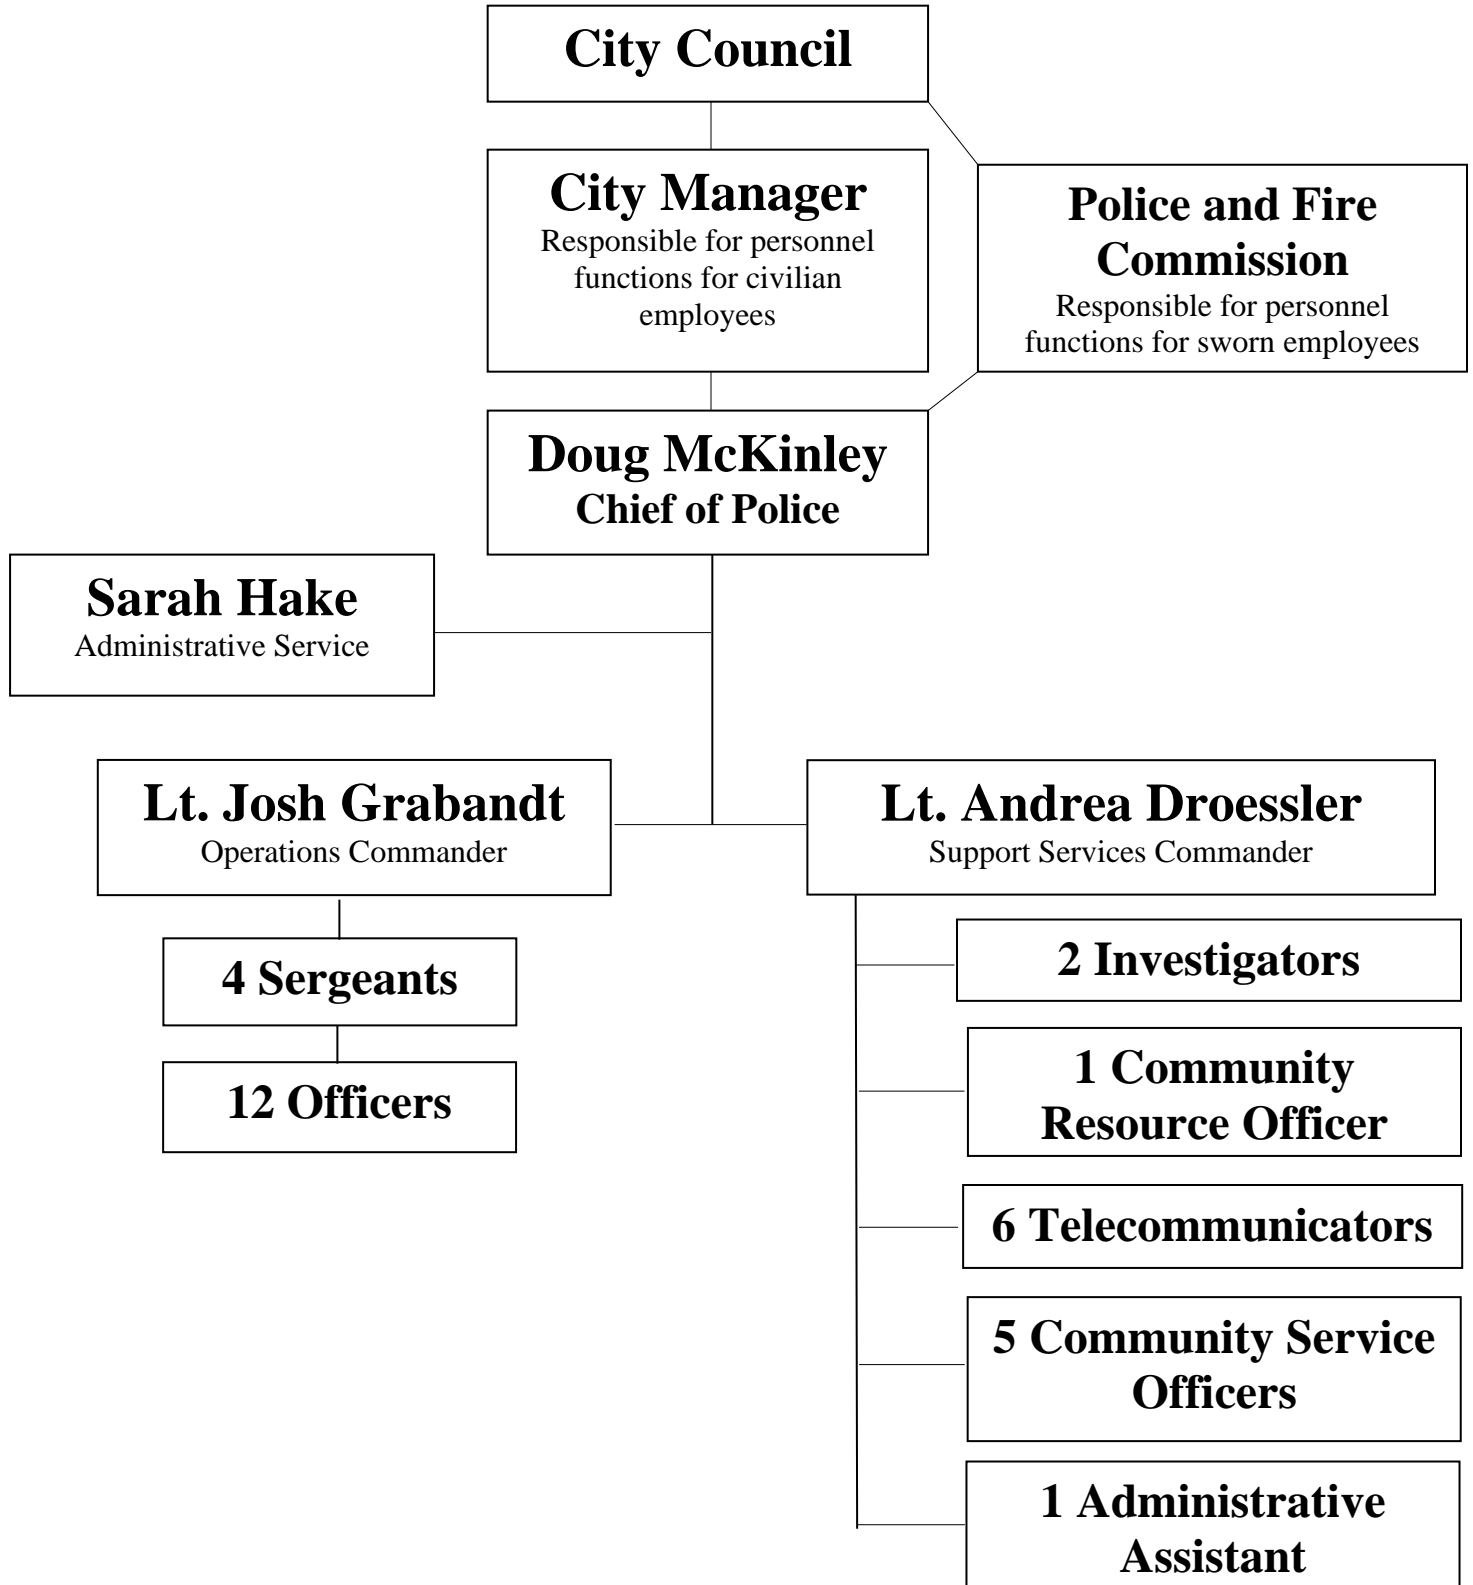 City Council
City Manager
Responsible for personnel
functions for civilian
employees
Police and Fire
Commission
Responsible for personnel
functions for sworn employees
Doug McKinley
Chief of Police
Sarah Hake
Administrative Service
Lt. Josh Grabandt
Operations Commander
4 Sergeants
12 Officers
Lt. Andrea Droessler
Support Services Commander
2 Investigators
1 Community
Resource Officer
6 Telecommunicators
5 Community Service
Officers
1 Administrative
Assistant